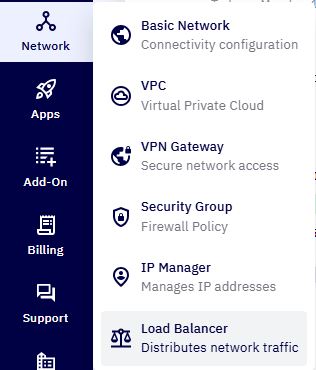 Network
Apps
Add-On
Billing
Support
Basic Network
Connectivity configuration
VPC
Virtual Private Cloud
VPN Gateway
Secure network access
Security Group
Firewall Policy
IP Manager
Manages IP addresses
Load Balancer
Distributes network traffic